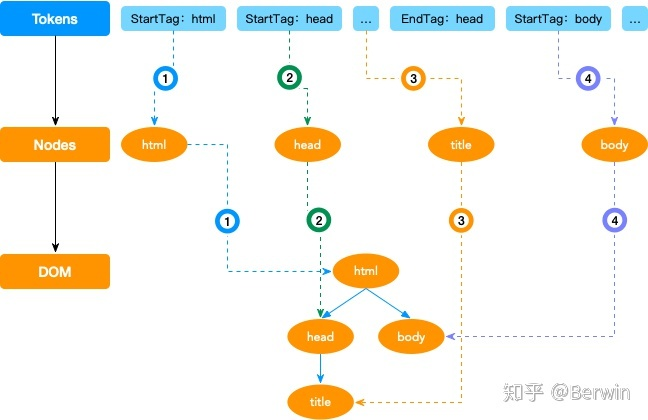 Tokens
StartTag：html
StartTag：head
...
EndTag：head
StartTag：body
...
1
2
3
4
Nodes
html
head
title
body
1
2
3
4
DOM
html
head
body
title
知乎 @Berwin